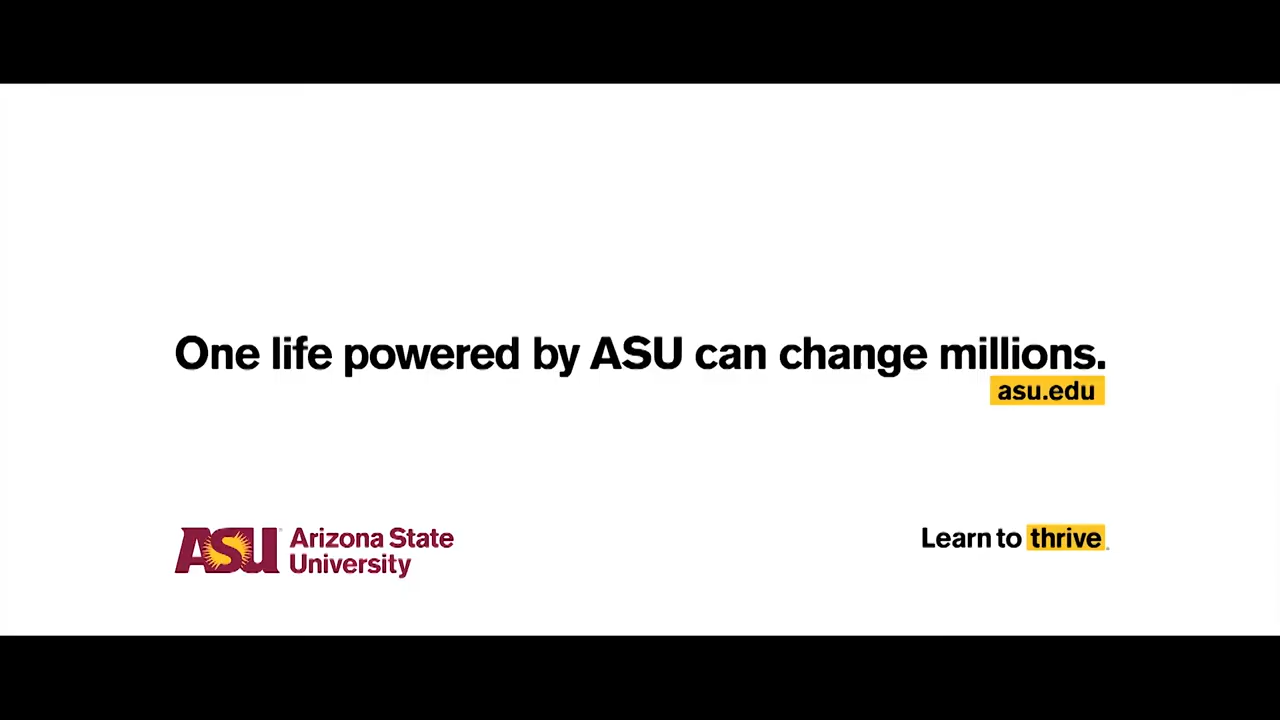 One life powered by ASU can change millions.
asu.edu
ASU Arizona State
University
Learn to thrive.